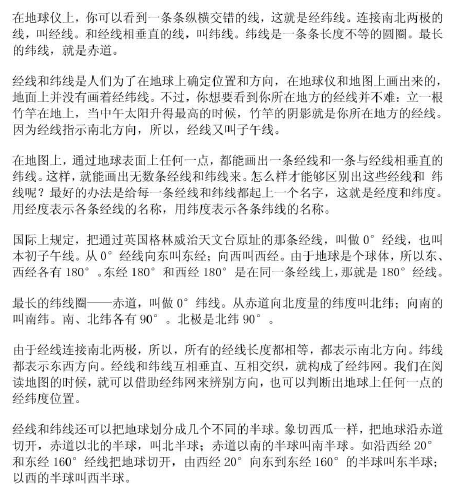 在地球仪上，你可以看到一条条纵横交错的线，这就是经纬线。连接南北两极的
线，叫经线。和经线相垂直的线，叫纬线。纬线是一条条长度不等的圆圈。最长
的纬线，就是赤道。
经线和纬线是人们为了在地球上确定位置和方向，在地球仪和地图上画出来的，
地面上并没有画着经纬线。不过，你想要看到你所在地方的经线并不难：立一根
竹竿在地上，当中午太阳升得最高的时候，竹竿的阴影就是你所在地方的经线。
因为经线指示南北方向，所以，经线又叫子午线。
在地图上，通过地球表面上任何一点，都能画出一条经线和一条与经线相垂直的
纬线。这样，就能画出无数条经线和纬线来。怎么样才能够区别出这些经线和 纬
线呢？最好的办法是给每一条经线和纬线都起上一个名字，这就是经度和纬度。
用经度表示各条经线的名称，用纬度表示各条纬线的名称。
国际上规定，把通过英国格林威治天文台原址的那条经线，叫做 0° 经线，也叫
本初子午线。从 0° 经线向东叫东经；向西叫西经。由于地球是个球体，所以东、
西经各有 180° 。东经 180° 和西经 180° 是在同一条经线上，那就是 180° 经线。
最长的纬线圈——赤道，叫做 0° 纬线。从赤道向北度量的纬度叫北纬；向南的
叫南纬。南、北纬各有 90° 。北极是北纬 90° 。
由于经线连接南北两极，所以，所有的经线长度都相等，都表示南北方向。纬线
都表示东西方向。经线和纬线互相垂直、互相交织，就构成了经纬网。我们在阅
读地图的时候，就可以借助经纬网来辨别方向，也可以判断出地球上任何一点的
经纬度位置。
经线和纬线还可以把地球划分成几个不同的半球。象切西瓜一样，把地球沿赤道
切开，赤道以北的半球，叫北半球；赤道以南的半球叫南半球。如沿西经 20°
和东经 160° 经线把地球切开，由西经 20° 向东到东经 160° 的半球叫东半球；
以西的半球叫西半球。